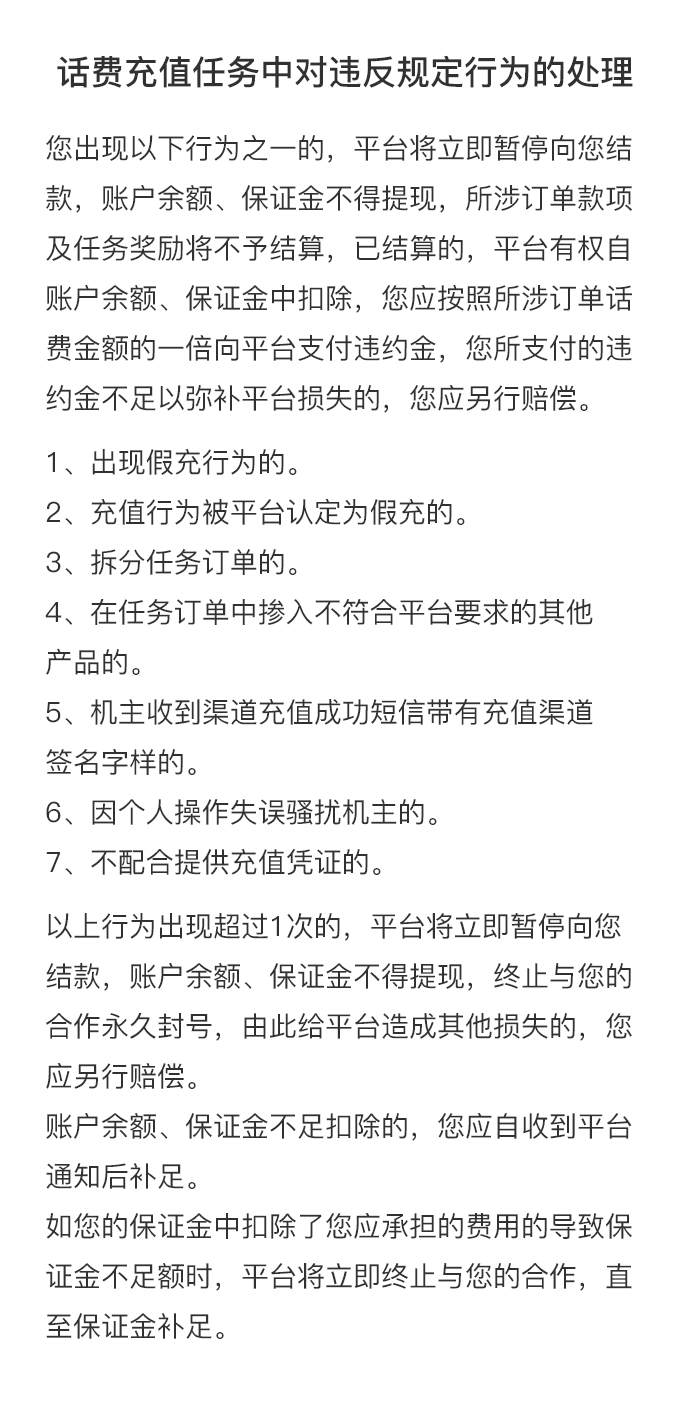 话费充值任务中对违反规定行为的处理
您出现以下行为之一的，平台将立即暂停向您结
款，账户余额、保证金不得提现，所涉订单款项
及任务奖励将不予结算，已结算的，平台有权自
账户余额、保证金中扣除，您应按照所涉订单话
费金额的一倍向平台支付违约金，您所支付的违
约金不足以弥补平台损失的，您应另行赔偿。
1、出现假充行为的。
2、充值行为被平台认定为假充的。
3、拆分任务订单的。
4、在任务订单中掺入不符合平台要求的其他
产品的。
5、机主收到渠道充值成功短信带有充值渠道
签名字样的。
6、因个人操作失误骚扰机主的。
7、不配合提供充值凭证的。
以上行为出现超过1次的，平台将立即暂停向您
结款，账户余额、保证金不得提现，终止与您的
合作永久封号，由此给平台造成其他损失的，您
应另行赔偿。
账户余额、保证金不足扣除的，您应自收到平台
通知后补足。
如您的保证金中扣除了您应承担的费用的导致保
证金不足额时，平台将立即终止与您的合作，直
至保证金补足。